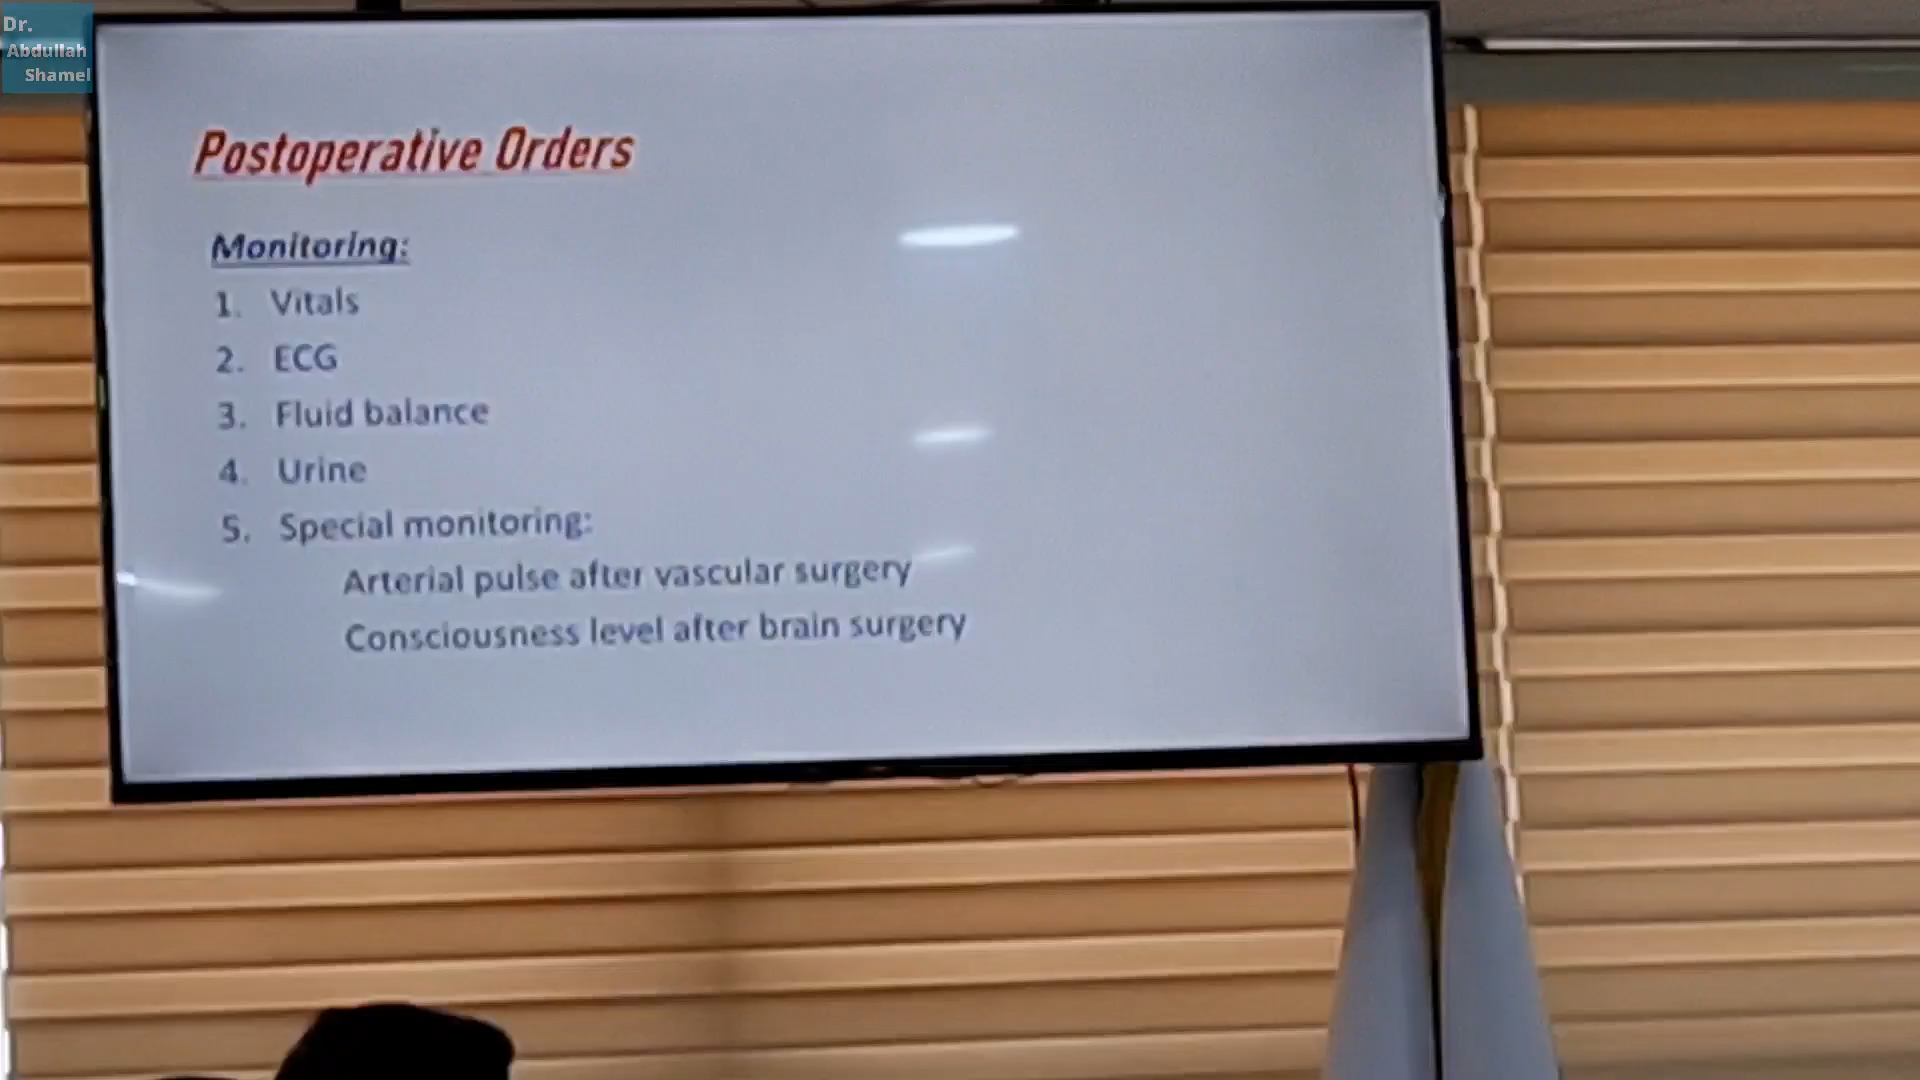 Dr.
Abdullah
Shamel
Postoperative Orders
Monitoring:
1. Vitals
2. ECG
3. Fluid balance
4. Urine
5. Special monitoring:
Arterial pulse after vascular surgery
Consciousness level after brain surgery